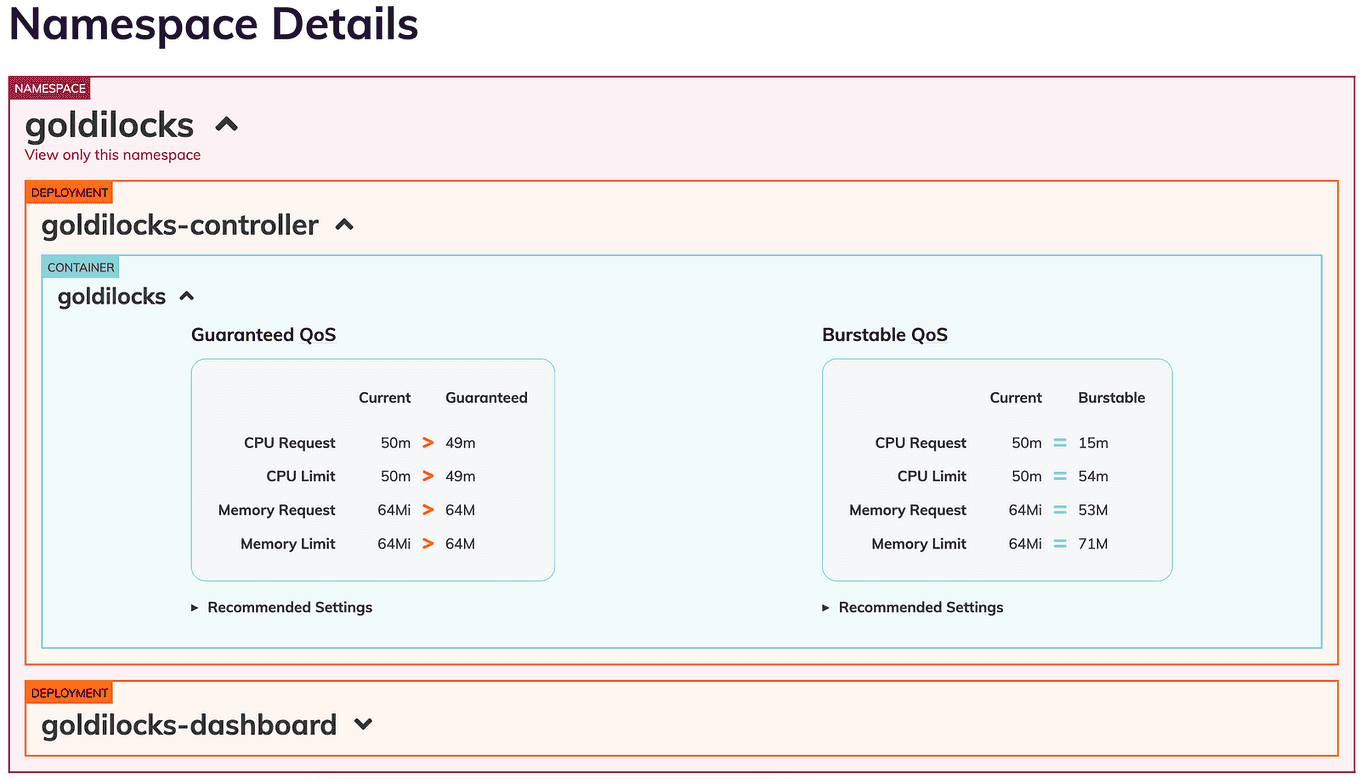 Namespace Details
NAMESPACE
goldilocks
View only this namespace
DEPLOYMENT
goldilocks-controller
CONTAINER
goldilocks
Guaranteed QoS
Current Guaranteed
CPU Request 50m > 49m
CPU Limit 50m > 49m
Memory Request 64Mi > 64M
Memory Limit 64Mi > 64M
Recommended Settings
Burstable QoS
Current Burstable
CPU Request 50m = 15m
CPU Limit 50m = 54m
Memory Request 64Mi = 53M
Memory Limit 64Mi = 71M
Recommended Settings
DEPLOYMENT
goldilocks-dashboard